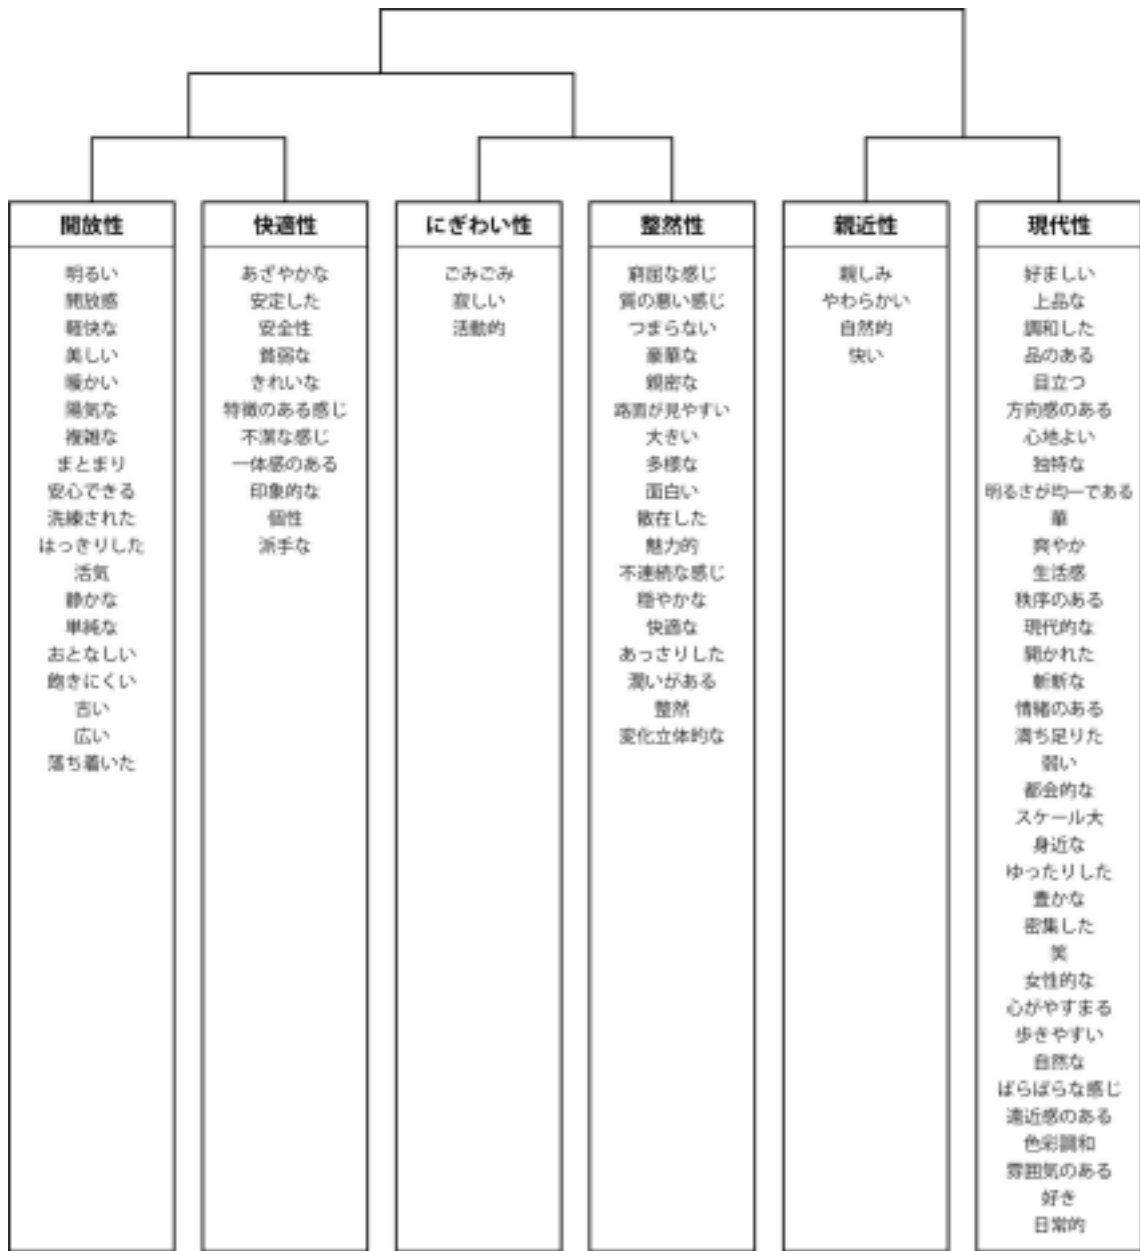 開放性
明るい
開放感
軽快な
美しい
暖かい
陽気な
複雑な
まとまり
安心できる
洗練された
はっきりした
活気
静かな
単純な
おとなしい
飽きにくい
古い
広い
落ち着いた
快適性
あざやかな
安定した
安全性
貧弱な
きれいな
特徴のある感じ
不潔な感じ
一体感のある
印象的な
個性
派手な
にぎわい性
ごみごみ
寂しい
活動的
整然性
窮屈な感じ
質の悪い感じ
つまらない
豪華な
親密な
路面が見やすい
大きい
多様な
面白い
散在した
魅力的
不連続な感じ
穏やかな
快適な
あっさりした
潤いがある
整然
変化立体的な
親近性
親しみ
やわらかい
自然的
快い
現代性
好ましい
上品な
調和した
品のある
目立つ
方向感のある
心地よい
独特な
明るさが均一である
華
爽やか
生活感
秩序のある
現代的な
開かれた
斬新な
情緒のある
満ち足りた
弱い
都会的な
スケール大
身近な
ゆったりした
豊かな
密集した
笑
女性的な
心がやすまる
歩きやすい
自然な
ばらばらな感じ
遠近感のある
色彩調和
雰囲気のある
好き
日常的